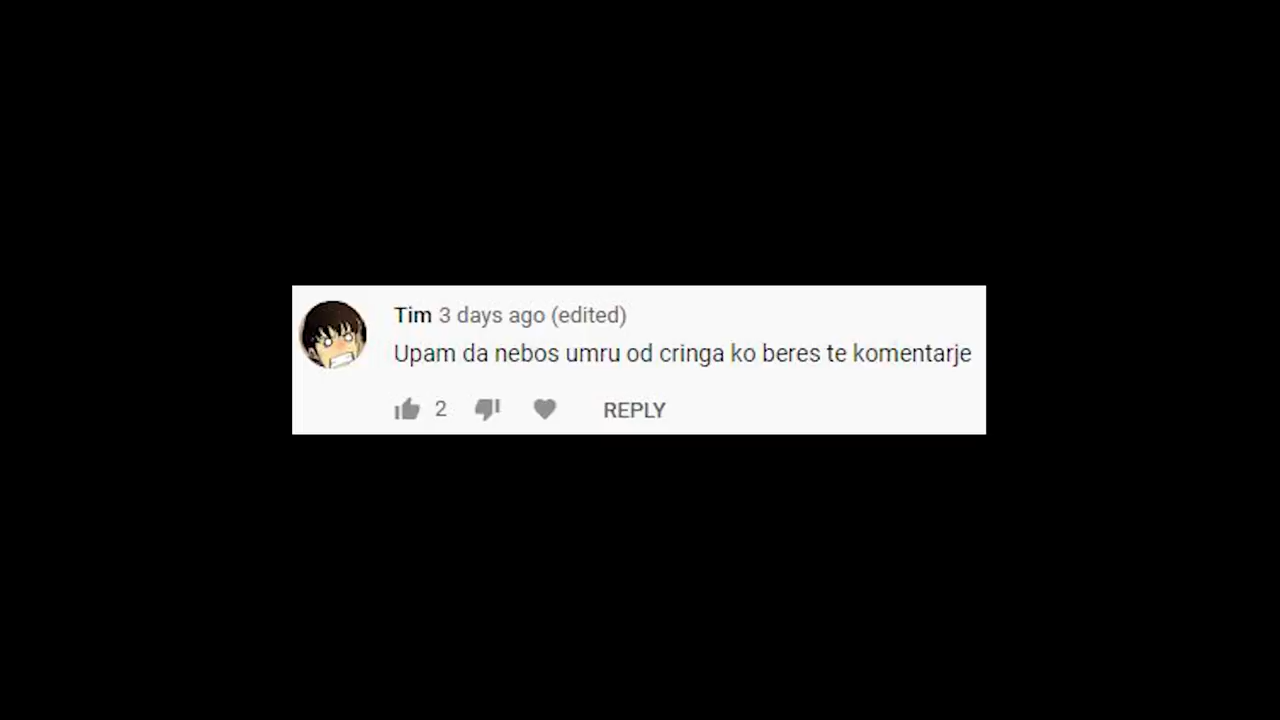 Tim 3 days ago (edited)
Upam da nebos umru od cringa ko beres te komentarje
2 REPLY